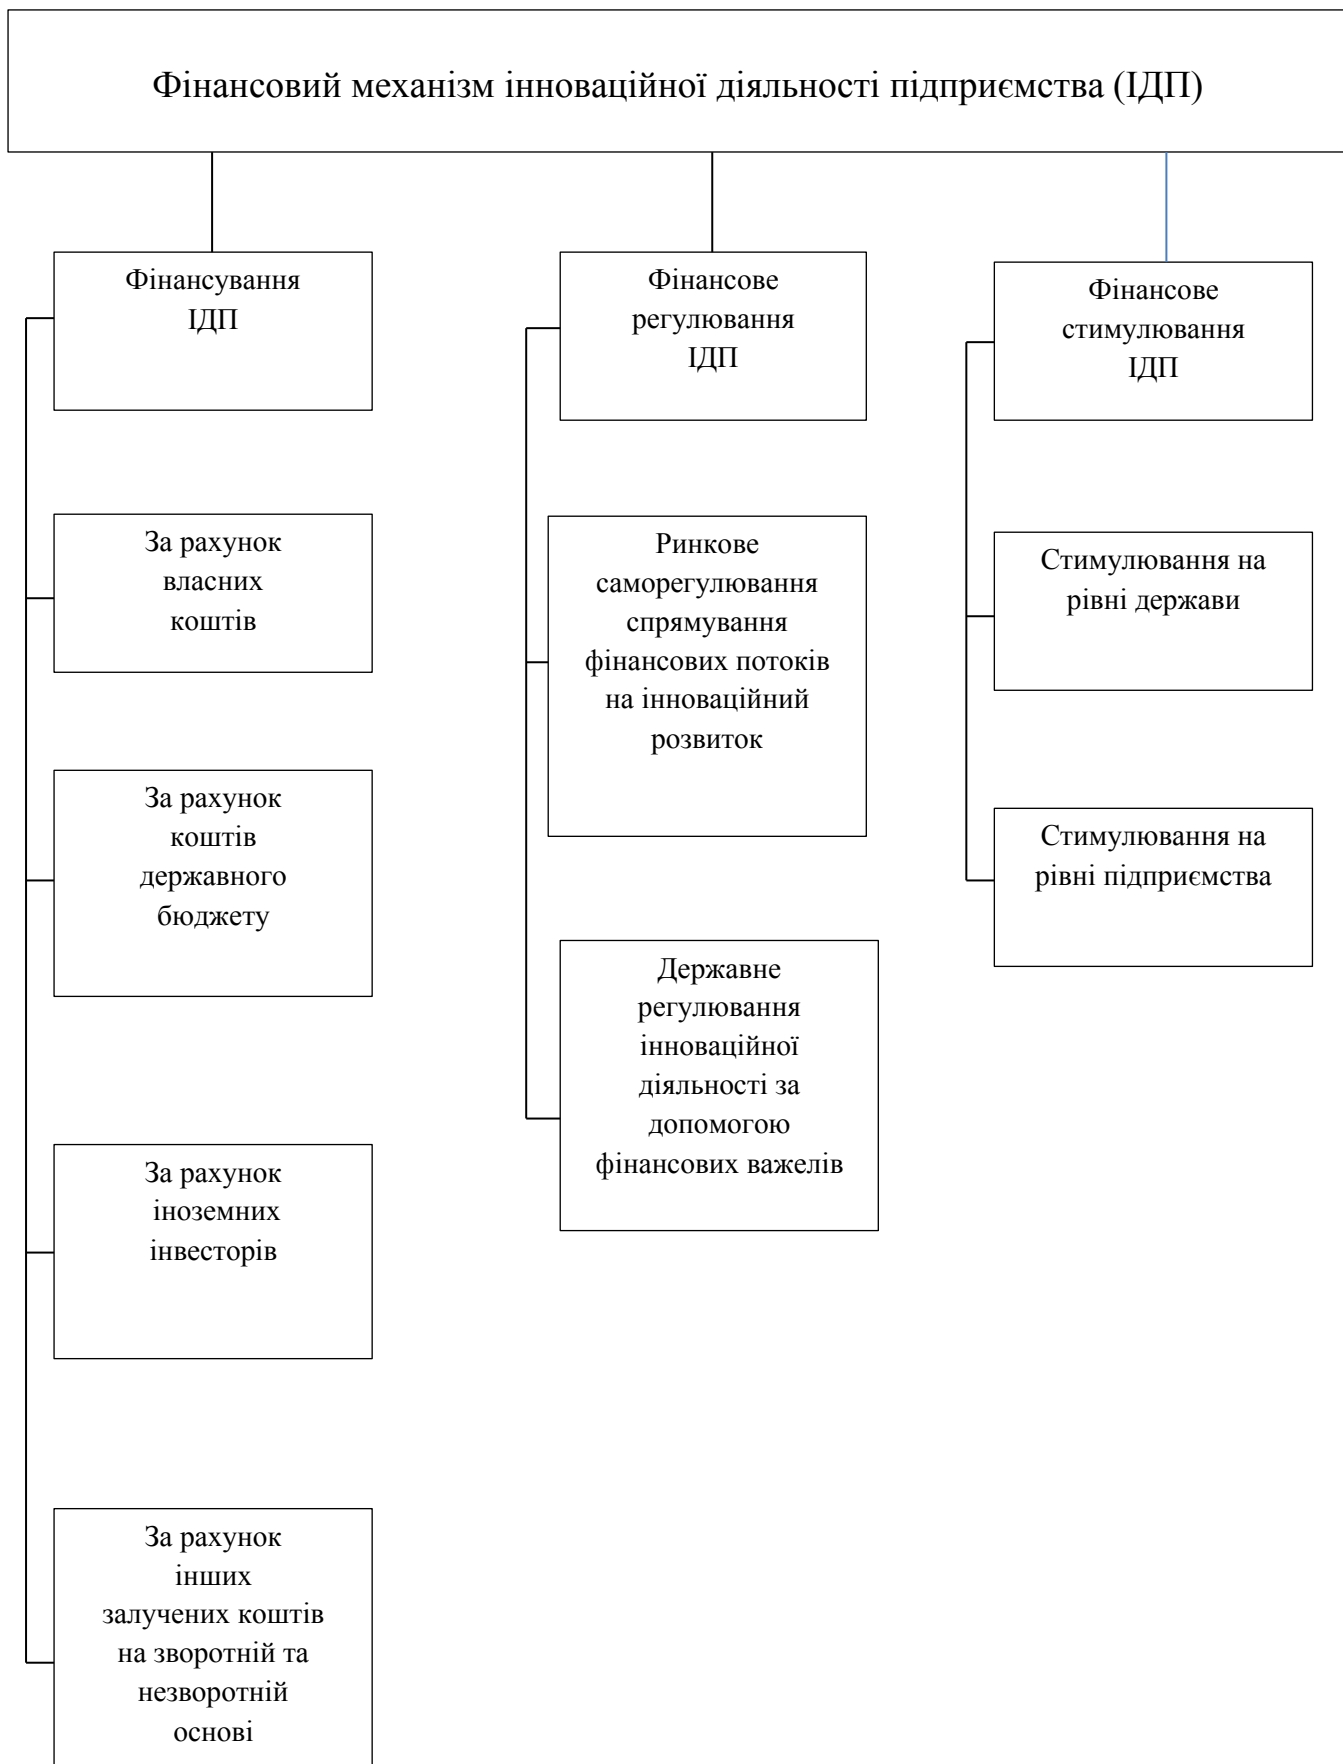 Фінансовий механізм інноваційної діяльності підприємства (ІДП)
Фінансування
ІДП
За рахунок
власних
коштів
За рахунок
коштів
державного
бюджету
За рахунок
іноземних
інвесторів
За рахунок
інших
залучених коштів
на зворотній та
незворотній
основі
Фінансове
регулювання
ІДП
Ринкове
саморегулювання
спрямування
фінансових потоків
на інноваційний
розвиток
Державне
регулювання
інноваційної
діяльності за
допомогою
фінансових важелів
Фінансове
стимулювання
ІДП
Стимулювання на
рівні держави
Стимулювання на
рівні підприємства